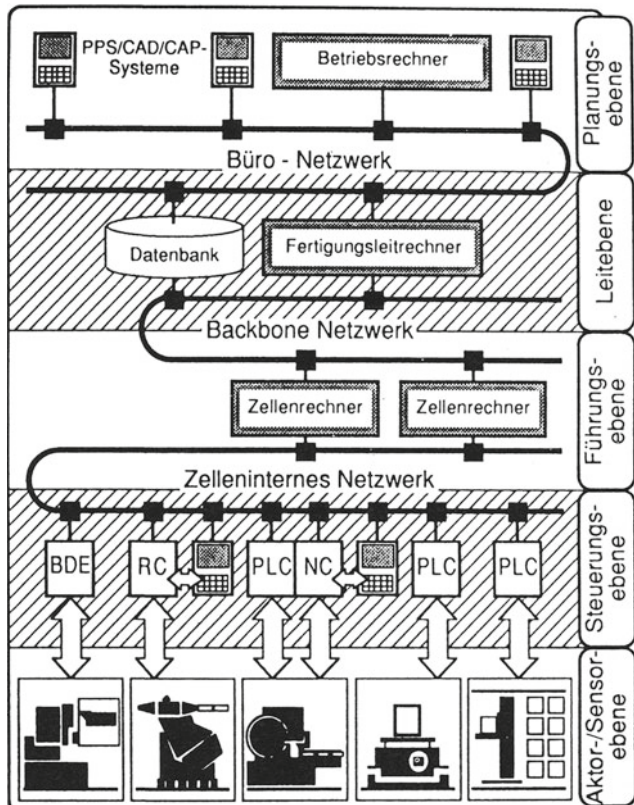 PPS/CAD/CAP-
Systeme
Betriebsrechner
Planungs-
ebene
Büro - Netzwerk
Datenbank
Fertigungsleitrechner
Leitebene
Backbone Netzwerk
Zellenrechner
Zellenrechner
Führungs-
ebene
Zelleninternes Netzwerk
BDE
RC
PLC
NC
PLC
PLC
Steuerungs-
ebene
Aktor-/Sensor-
ebene